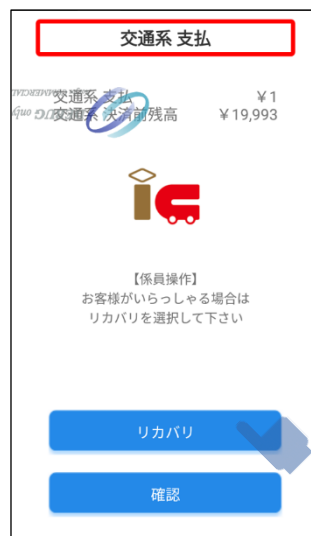 交通系 支払
交通系 支払 ¥1
交通系 決済前残高 ¥19,993
【係員操作】
お客様がいらっしゃる場合は
リカバリを選択して下さい
リカバリ
確認